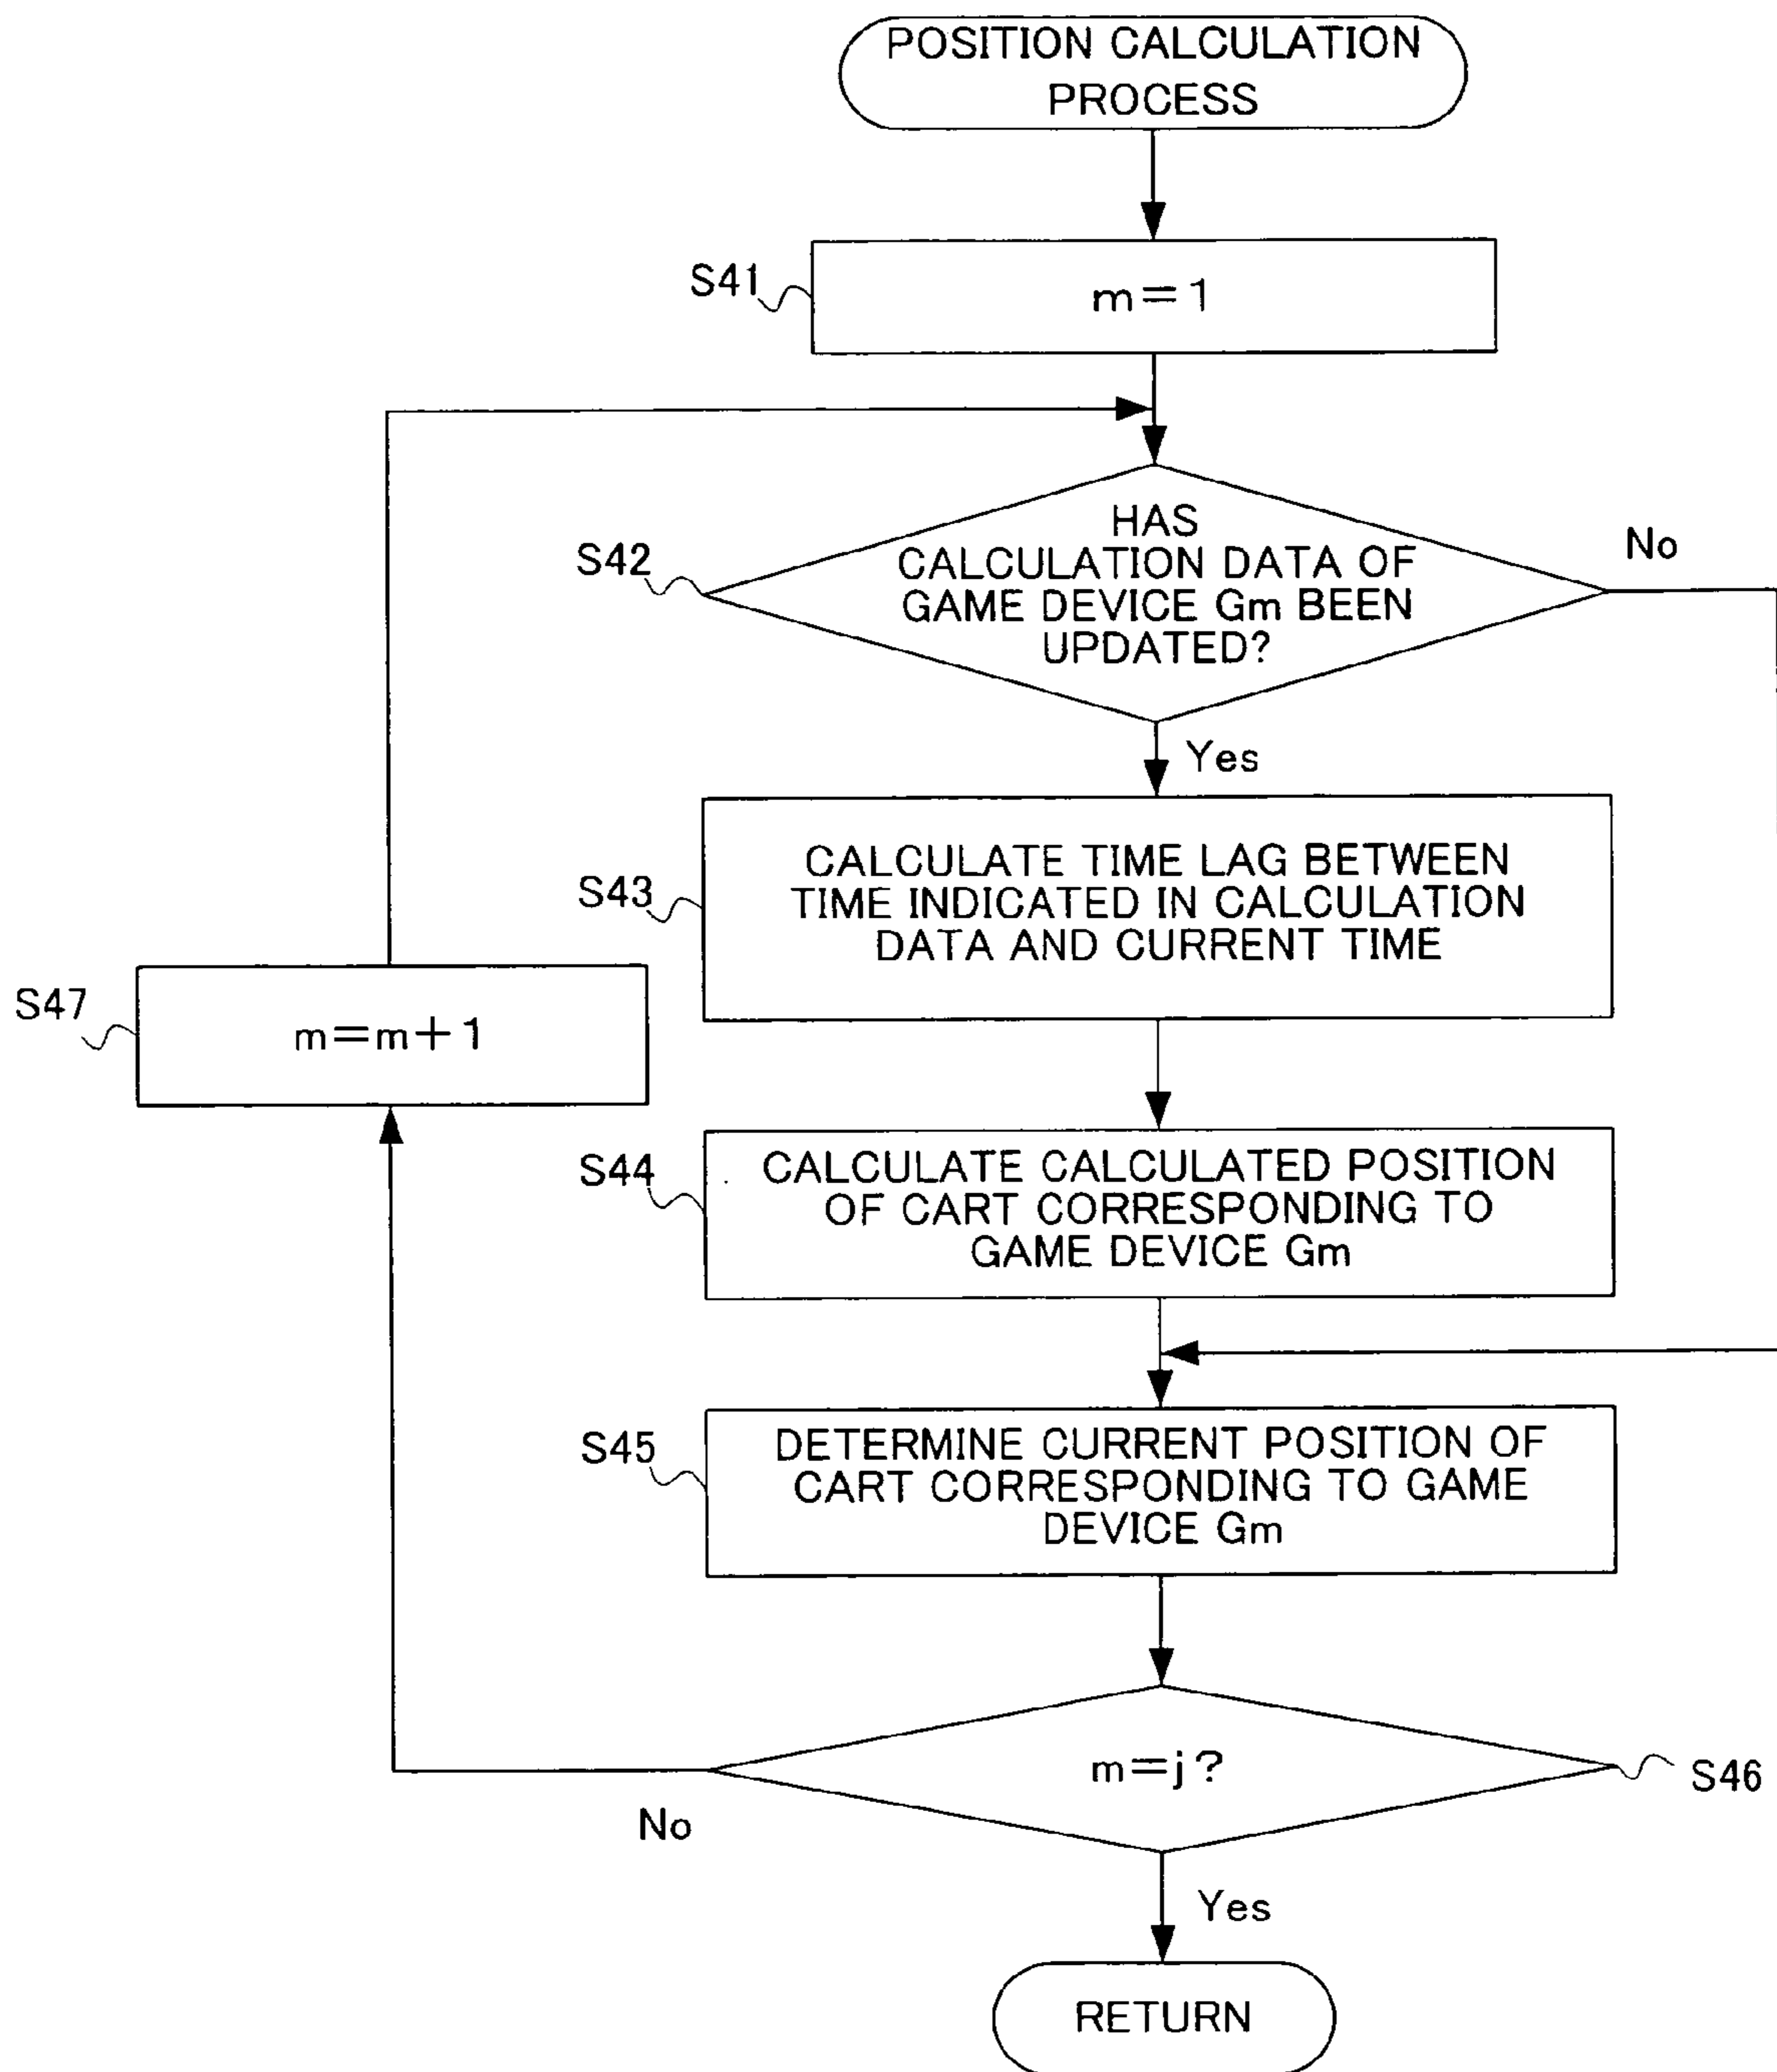 POSITION CALCULATION
PROCESS
S41
m=1
S42
HAS
CALCULATION DATA OF
GAME DEVICE Gm BEEN
UPDATED?
No
Yes
S43
CALCULATE TIME LAG BETWEEN
TIME INDICATED IN CALCULATION
DATA AND CURRENT TIME
S47
m=m+1
S44
CALCULATE CALCULATED POSITION
OF CART CORRESPONDING TO
GAME DEVICE Gm
S45
DETERMINE CURRENT POSITION OF
CART CORRESPONDING TO GAME
DEVICE Gm
m=j?
S46
No
Yes
RETURN